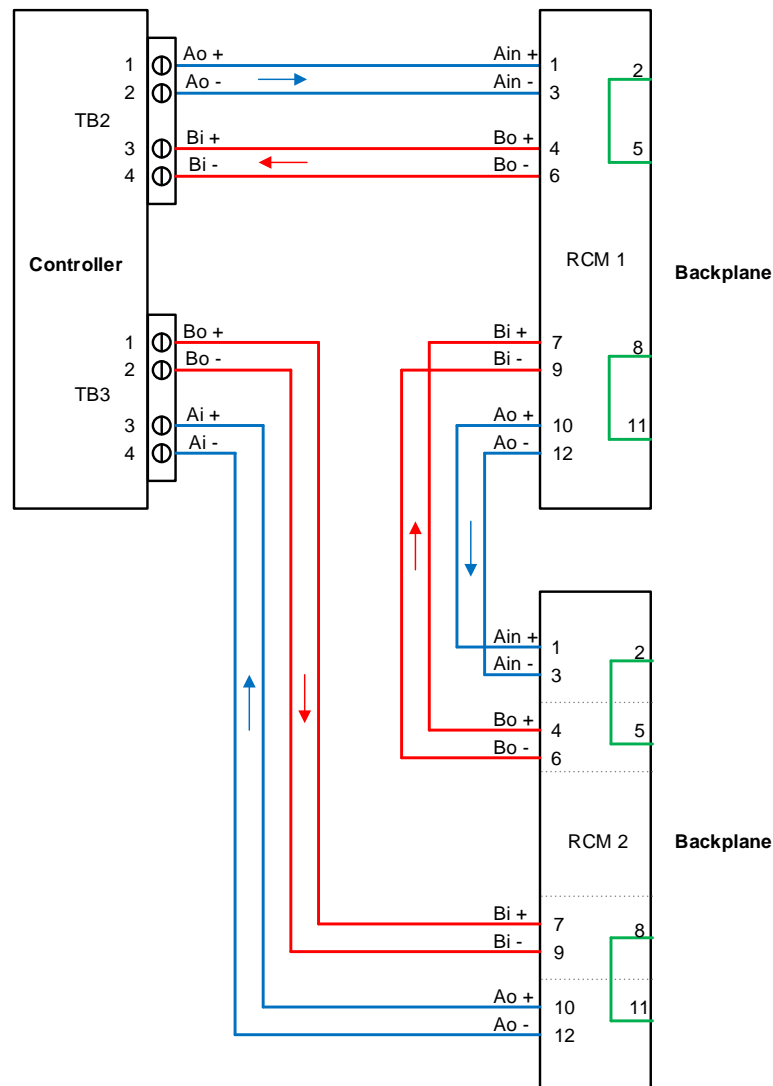 Ao + Ain +
1 1 2
Ao - Ain -
2 3
TB2
Bi + Bo +
3 4 5
Bi - Bo -
4 6
Controller RCM 1 Backplane
Bo + Bi +
1 7 8
Bo - Bi -
2 9
TB3
Ai + Ao +
3 10 11
Ai - Ao -
4 12
Ain +
1 2
Ain -
3
Bo +
4 5
Bo -
6
RCM 2 Backplane
Bi +
7 8
Bi -
9
Ao +
10 11
Ao -
12